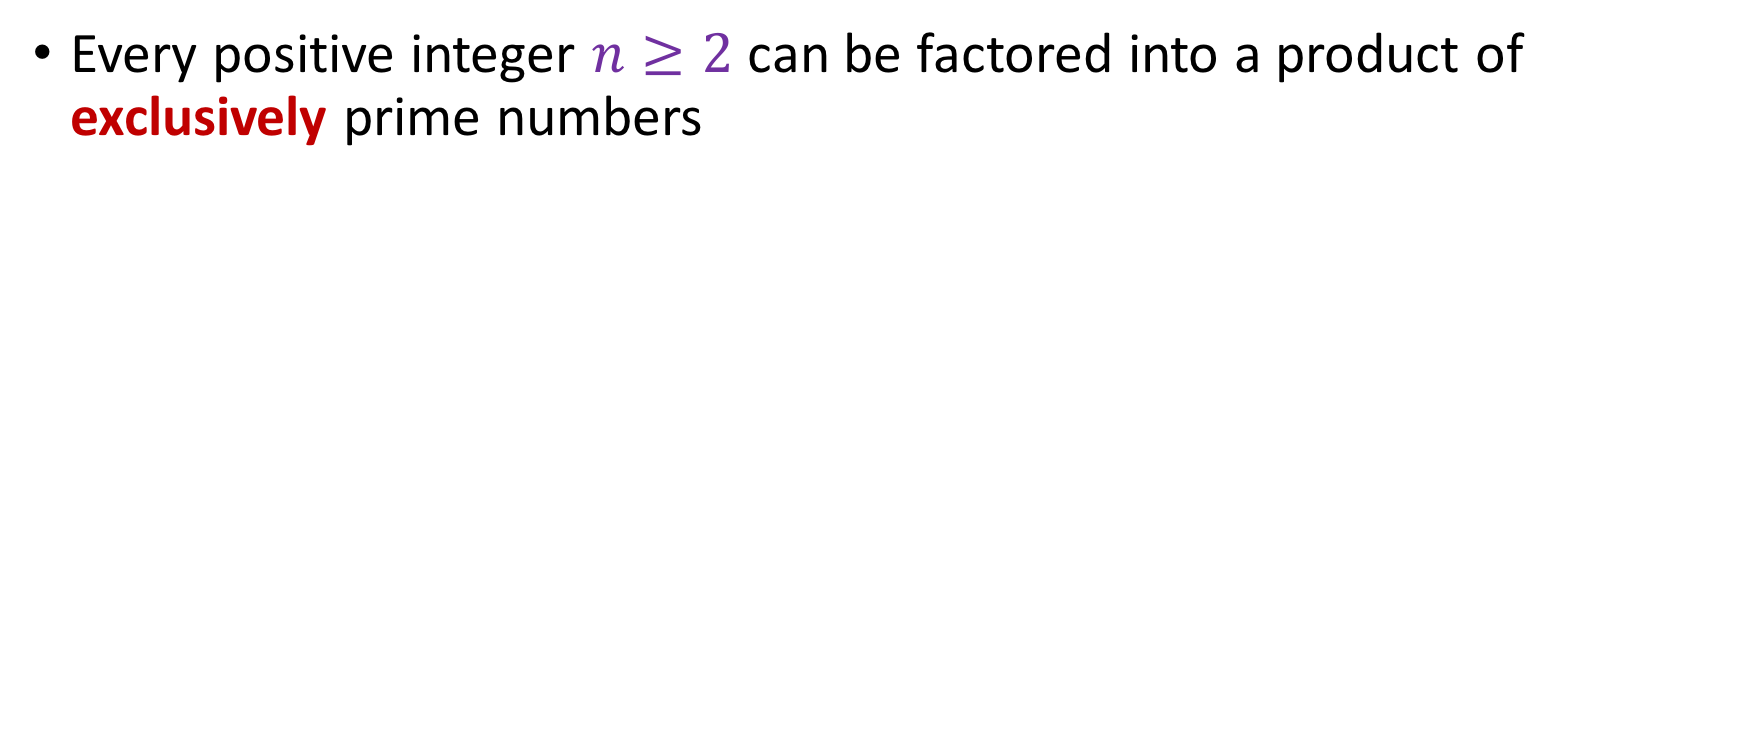 • Every positive integer n ≥ 2 can be factored into a product of
exclusively prime numbers